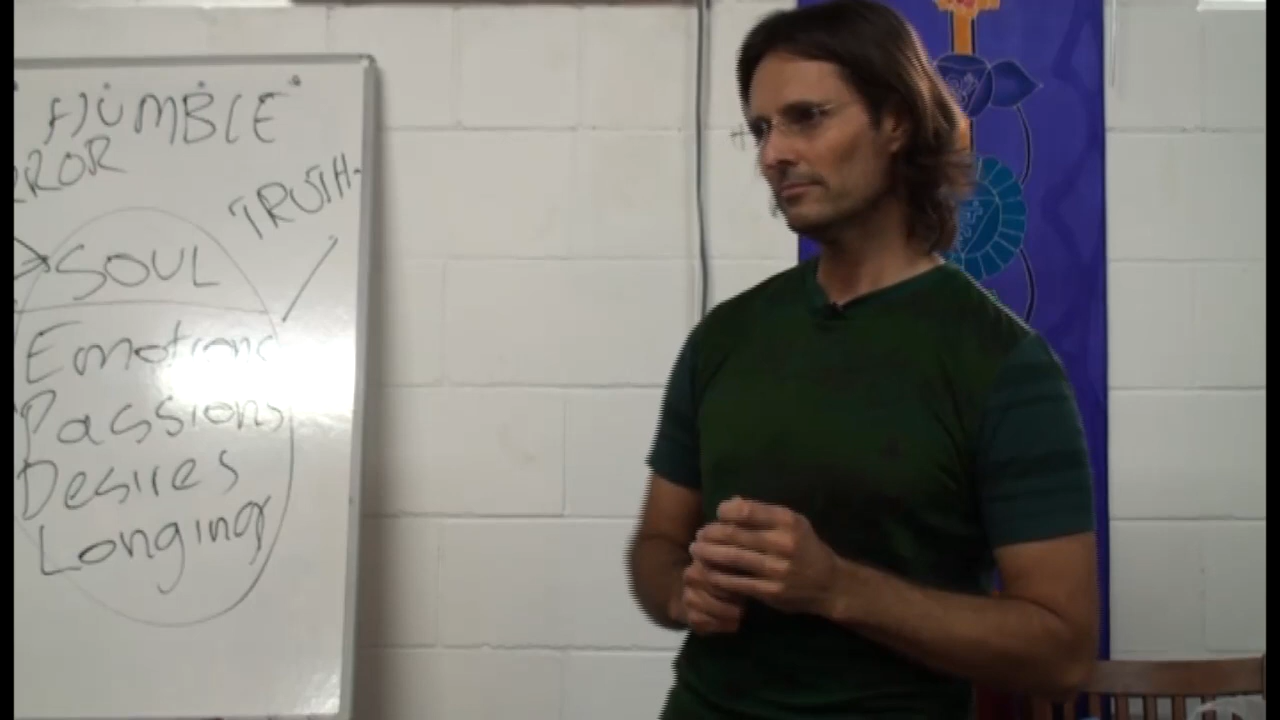 HUMBLE
RROR
TRUTH
SOUL
Emotions
Passions
Desires
Longing